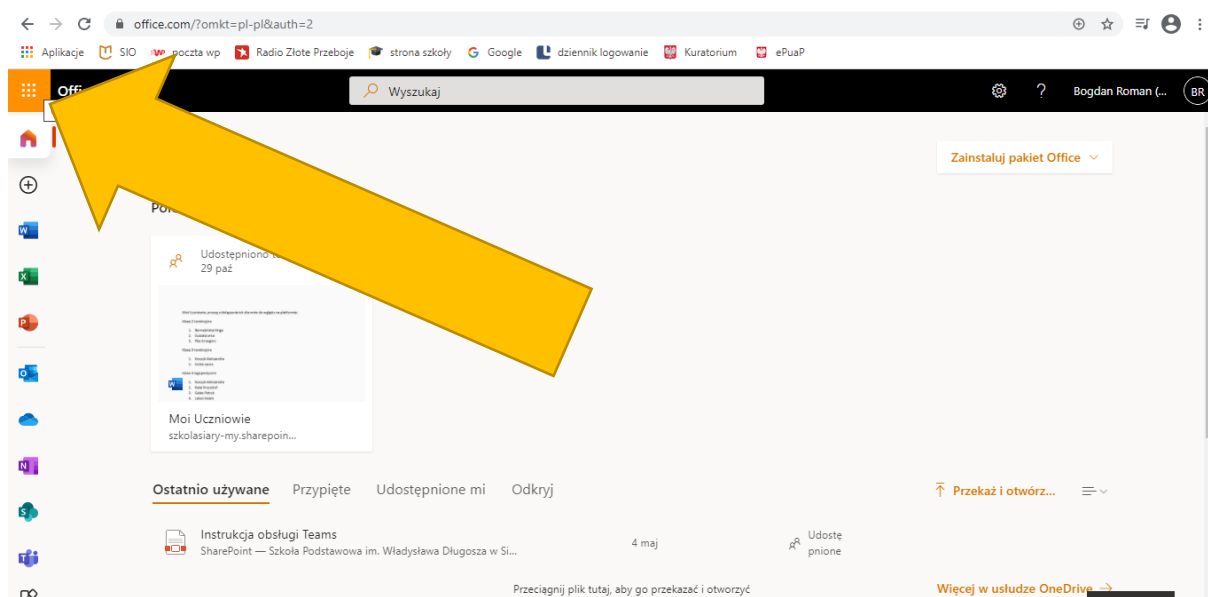 office.com/?omkt=pl-pl&auth=2
Aplikacje SIO poczta wp Radio Złote Przeboje strona szkoły Google dziennik logowanie Kuratorium ePuaP
Wyszukaj
? Bogdan Roman (... BR
Zainstaluj pakiet Office
Udostępniono
29 paź
Moi Uczniowie
szkolasiary-my.sharepoin...
Ostatnio używane Przypięte Udostępnione mi Odkryj
Przekaż i otwórz...
Instrukcja obsługi Teams
SharePoint — Szkoła Podstawowa im. Władysława Długosza w Si...
4 maj
Udostę
pnione
Przeciągnij plik tutaj, aby go przekazać i otworzyć
Więcej w usłudze OneDrive →